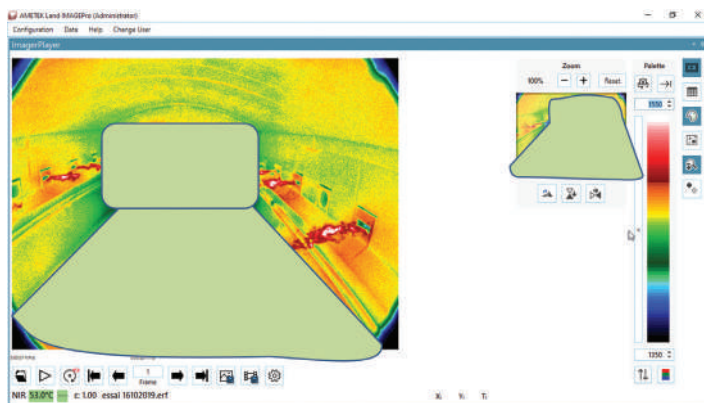 AMETEK Land IMAGEPro (Administrator)
Configuration Data Help Change User
ImagerPlayer
Zoom
100% Reset
Palette
1550
1350
1
Frame
NIR 53.0°C ε: 1.00 essai 16102019.erf
X: Y: T: